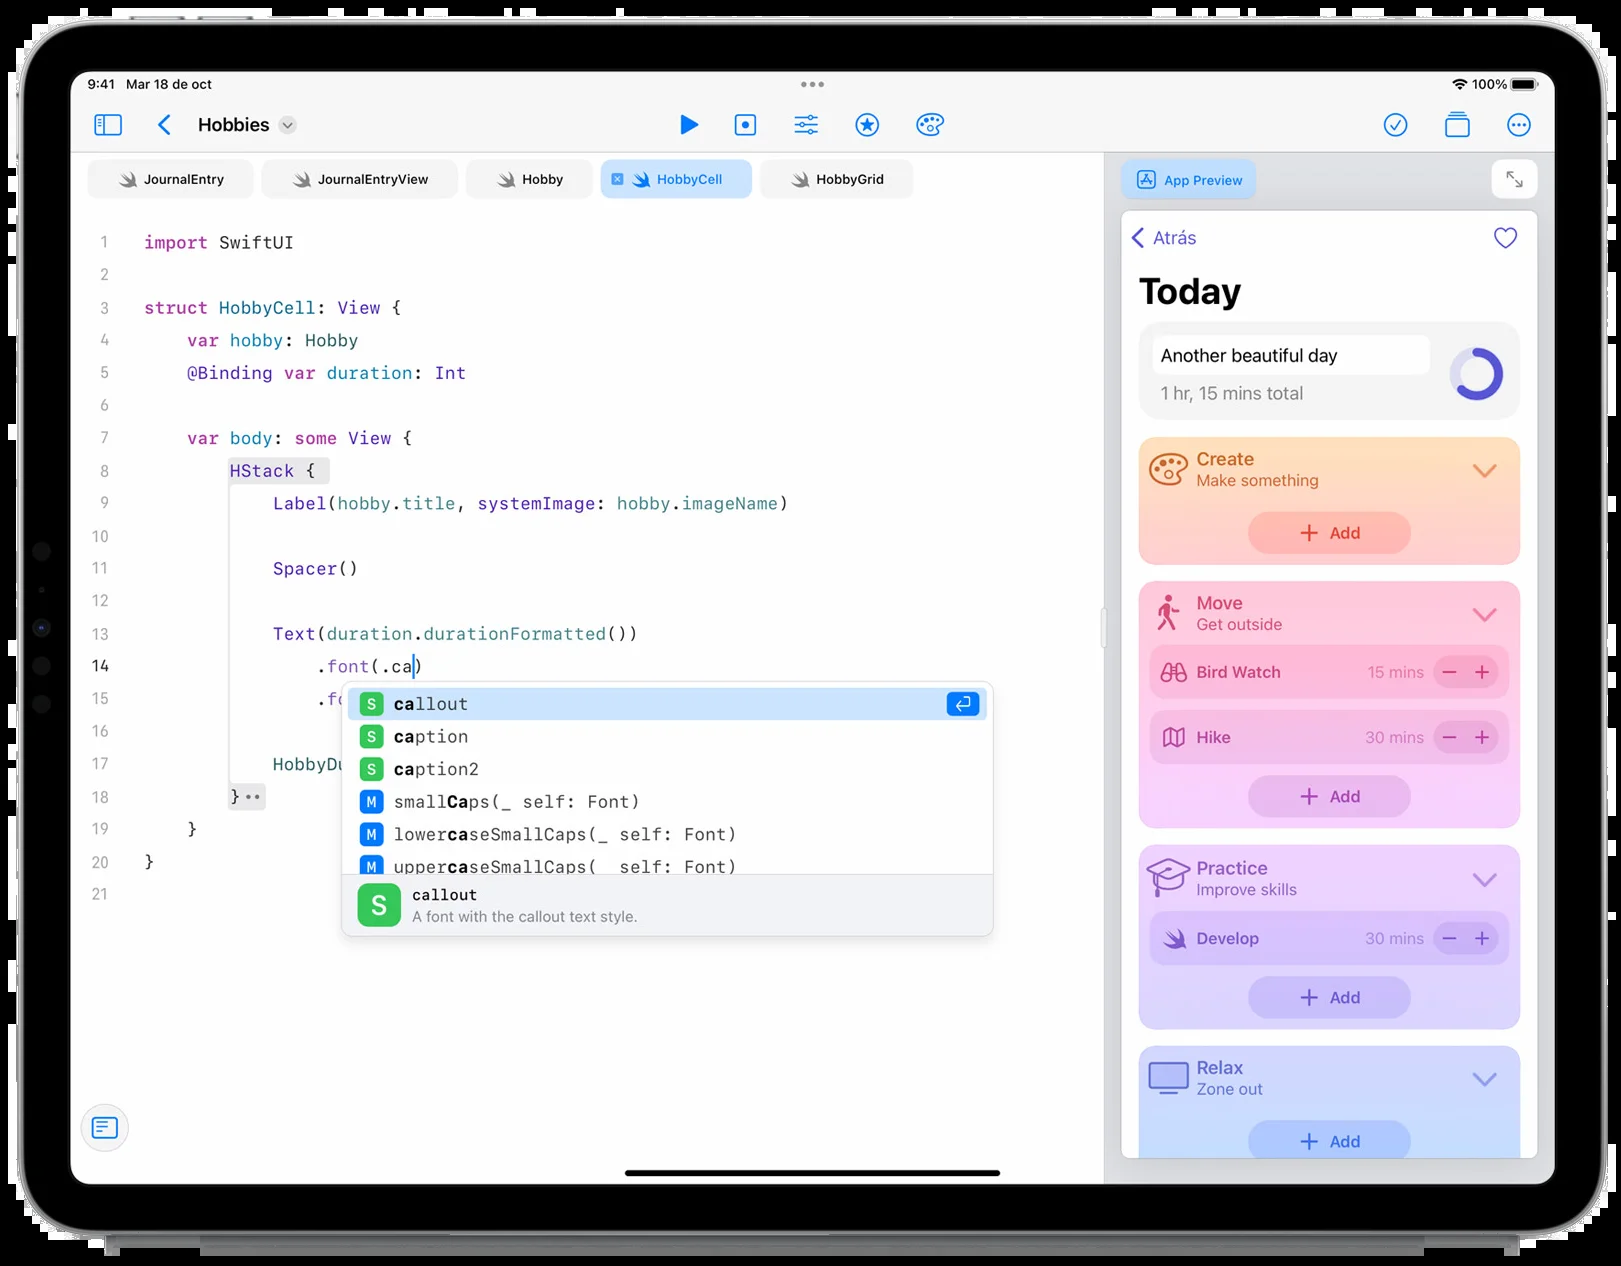 9:41 Mar 18 de oct
100%
Hobbies
JournalEntry
JournalEntryView
Hobby
HobbyCell
HobbyGrid
1 import SwiftUI
2
3 struct HobbyCell: View {
4 var hobby: Hobby
5 @Binding var duration: Int
6
7 var body: some View {
8 HStack {
9 Label(hobby.title, systemImage: hobby.imageName)
10
11 Spacer()
12
13 Text(duration.durationFormatted())
14 .font(.ca)
15 .fo
16
17 HobbyDu
18 }
19 }
20 }
21
S callout
S caption
S caption2
M smallCaps(_ self: Font)
M lowercaseSmallCaps(_ self: Font)
M uppercaseSmallCaps(_ self: Font)
S
callout
A font with the callout text style.
App Preview
Atrás
Today
Another beautiful day
1 hr, 15 mins total
Create
Make something
+ Add
Move
Get outside
Bird Watch 15 mins − +
Hike 30 mins − +
+ Add
Practice
Improve skills
Develop 30 mins − +
+ Add
Relax
Zone out
+ Add